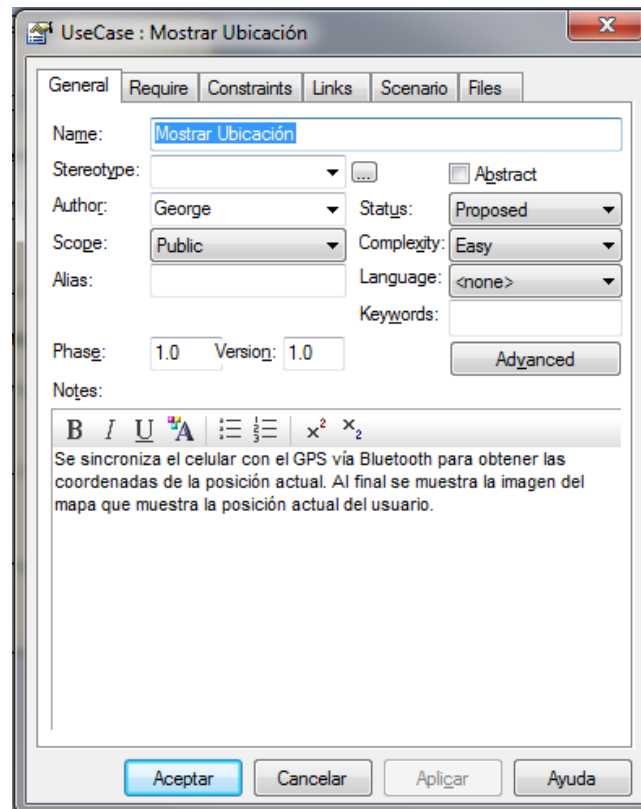 UseCase : Mostrar Ubicación
General Require Constraints Links Scenario Files
Name: Mostrar Ubicación
Stereotype: ... Abstract
Author: George Status: Proposed
Scope: Public Complexity: Easy
Alias: Language: <none>
Keywords:
Phase: 1.0 Version: 1.0 Advanced
Notes:
B I U A x² x₂
Se sincroniza el celular con el GPS vía Bluetooth para obtener las
coordenadas de la posición actual. Al final se muestra la imagen del
mapa que muestra la posición actual del usuario.
Aceptar Cancelar Aplicar Ayuda